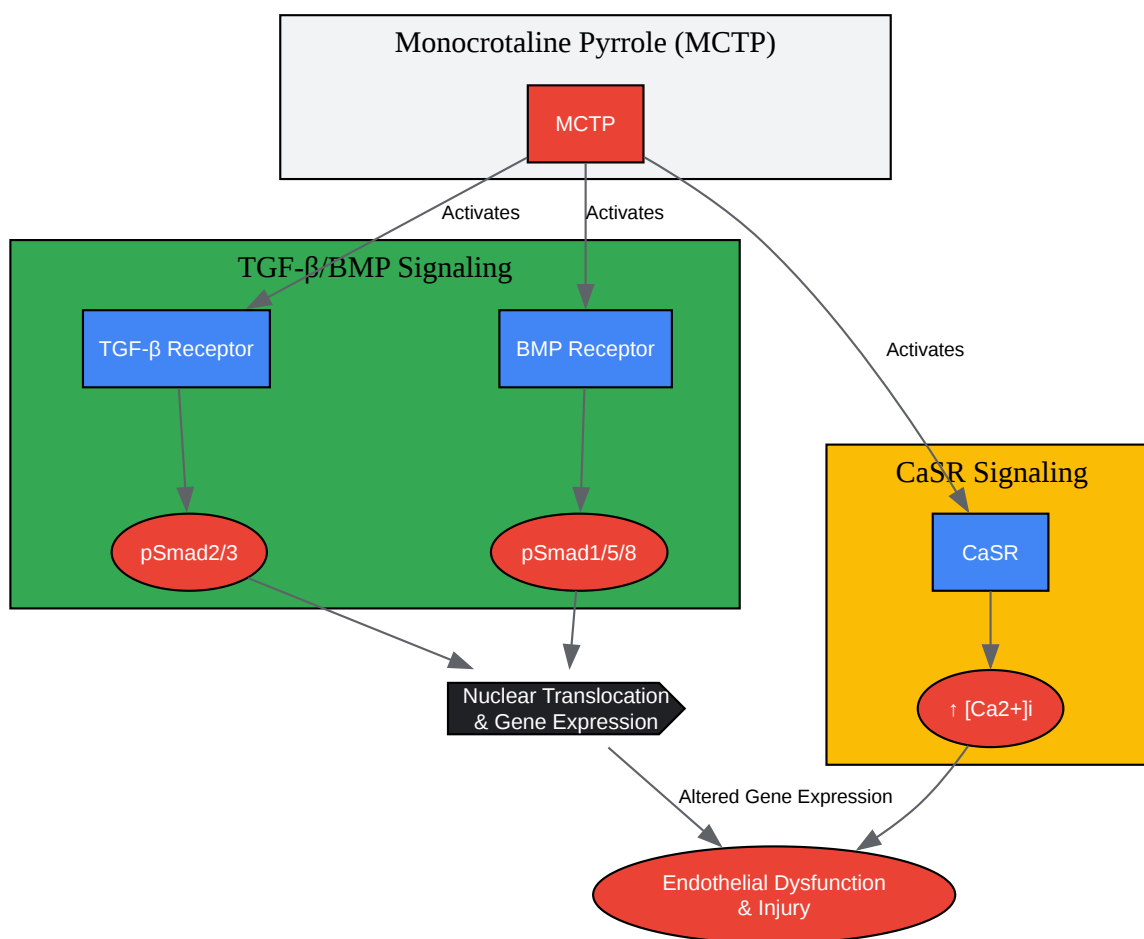 Monocrotaline Pyrrole (MCTP)
MCTP
Activates
Activates
TGF-β/BMP Signaling
TGF-β Receptor
BMP Receptor
Activates
CaSR Signaling
pSmad2/3
pSmad1/5/8
CaSR
Nuclear Translocation
& Gene Expression
↑ [Ca2+]i
Altered Gene Expression
Endothelial Dysfunction
& Injury